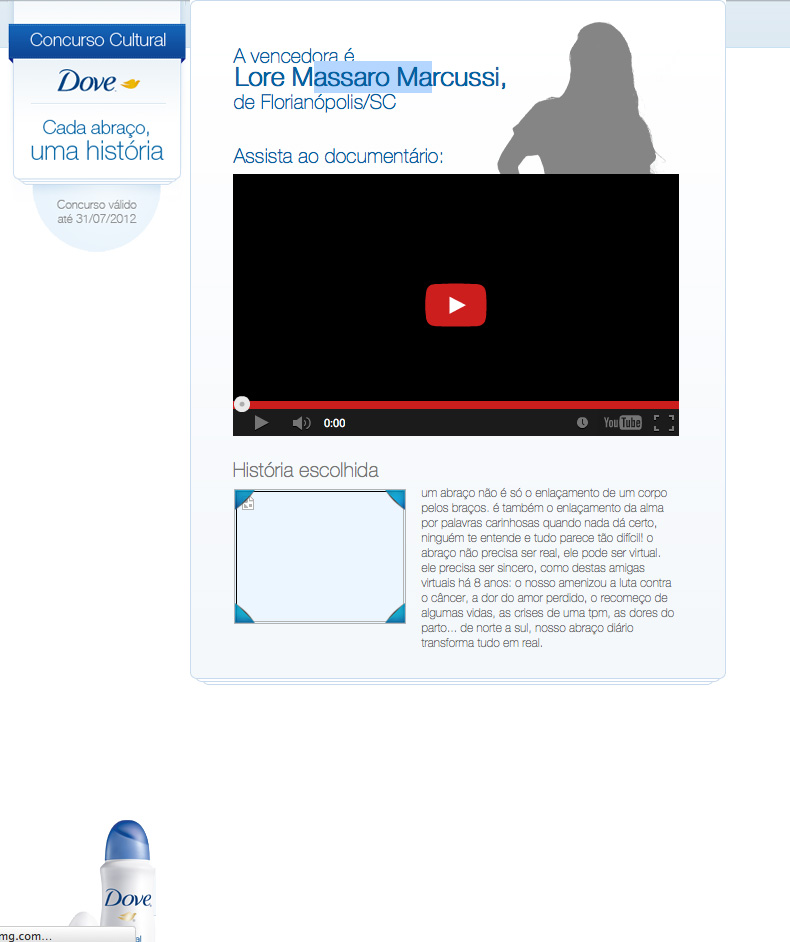 Concurso Cultural
Dove
Cada abraço,
uma história
Concurso válido
até 31/07/2012
A vencedora é
Lore Massaro Marcussi,
de Florianópolis/SC
Assista ao documentário:
0:00
YouTube
História escolhida
um abraço não é só o enlaçamento de um corpo
pelos braços. é também o enlaçamento da alma
por palavras carinhosas quando nada dá certo,
ninguém te entende e tudo parece tão difícil! o
abraço não precisa ser real, ele pode ser virtual.
ele precisa ser sincero, como destas amigas
virtuais há 8 anos: o nosso amenizou a luta contra
o câncer, a dor do amor perdido, o recomeço de
algumas vidas, as crises de uma tpm, as dores do
parto... de norte a sul, nosso abraço diário
transforma tudo em real.
Dove
mg.com...